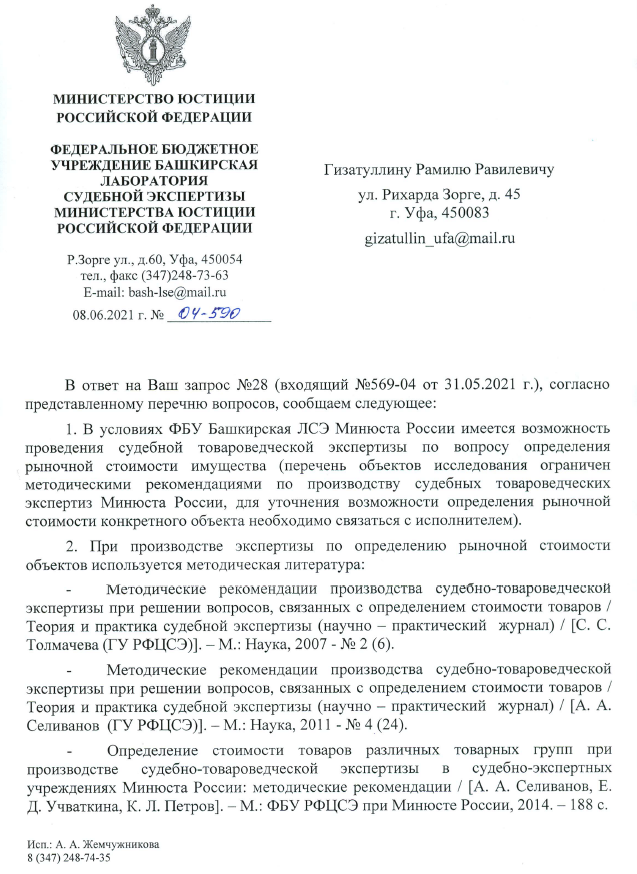 МИНИСТЕРСТВО ЮСТИЦИИ
РОССИЙСКОЙ ФЕДЕРАЦИИ
ФЕДЕРАЛЬНОЕ БЮДЖЕТНОЕ
УЧРЕЖДЕНИЕ БАШКИРСКАЯ
ЛАБОРАТОРИЯ
СУДЕБНОЙ ЭКСПЕРТИЗЫ
МИНИСТЕРСТВА ЮСТИЦИИ
РОССИЙСКОЙ ФЕДЕРАЦИИ
Р.Зорге ул., д.60, Уфа, 450054
тел., факс (347)248-73-63
E-mail: bash-lse@mail.ru
08.06.2021 г. № 04-590
Гизатуллину Рамилю Равилевичу
ул. Рихарда Зорге, д. 45
г. Уфа, 450083
gizatullin_ufa@mail.ru
В ответ на Ваш запрос №28 (входящий №569-04 от 31.05.2021 г.), согласно
представленному перечню вопросов, сообщаем следующее:
1. В условиях ФБУ Башкирская ЛСЭ Минюста России имеется возможность
проведения судебной товароведческой экспертизы по вопросу определения
рыночной стоимости имущества (перечень объектов исследования ограничен
методическими рекомендациями по производству судебных товароведческих
экспертиз Минюста России, для уточнения возможности определения рыночной
стоимости конкретного объекта необходимо связаться с исполнителем).
2. При производстве экспертизы по определению рыночной стоимости
объектов используется методическая литература:
- Методические рекомендации производства судебно-товароведческой
экспертизы при решении вопросов, связанных с определением стоимости товаров /
Теория и практика судебной экспертизы (научно – практический журнал) / [С. С.
Толмачева (ГУ РФЦСЭ)]. – М.: Наука, 2007 - № 2 (6).
- Методические рекомендации производства судебно-товароведческой
экспертизы при решении вопросов, связанных с определением стоимости товаров /
Теория и практика судебной экспертизы (научно – практический журнал) / [А. А.
Селиванов (ГУ РФЦСЭ)]. – М.: Наука, 2011 - № 4 (24).
- Определение стоимости товаров различных товарных групп при
производстве судебно-товароведческой экспертизы в судебно-экспертных
учреждениях Минюста России: методические рекомендации / [А. А. Селиванов, Е.
Д. Учваткина, К. Л. Петров]. – М.: ФБУ РФЦСЭ при Минюсте России, 2014. – 188 с.
Исп.: А. А. Жемчужникова
8 (347) 248-74-35